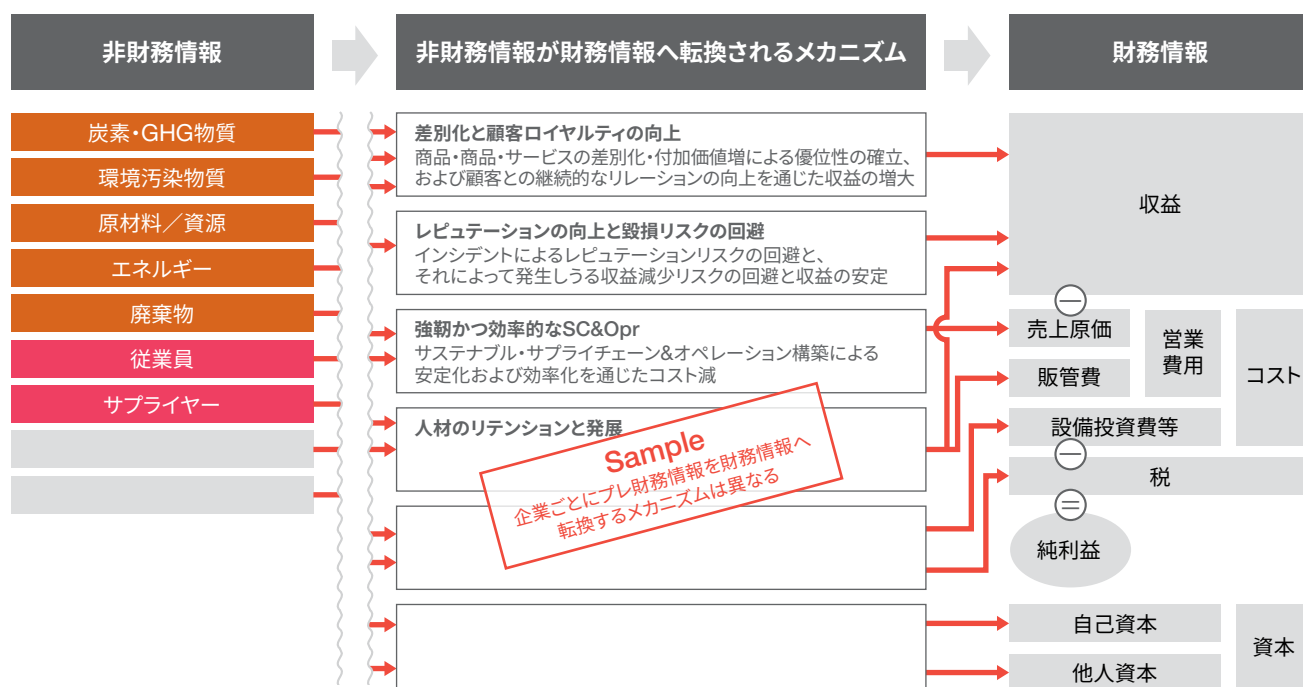 非財務情報
非財務情報が財務情報へ転換されるメカニズム
財務情報
炭素・GHG物質
環境汚染物質
原材料／資源
エネルギー
廃棄物
従業員
サプライヤー
差別化と顧客ロイヤルティの向上
商品・商品・サービスの差別化・付加価値増による優位性の確立、
および顧客との継続的なリレーションの向上を通じた収益の増大
レピュテーションの向上と毀損リスクの回避
インシデントによるレピュテーションリスクの回避と、
それによって発生しうる収益減少リスクの回避と収益の安定
強靭かつ効率的なSC&Opr
サステナブル・サプライチェーン&オペレーション構築による
安定化および効率化を通じたコスト減
人材のリテンションと発展
Sample
企業ごとにプレ財務情報を財務情報へ
転換するメカニズムは異なる
収益
売上原価
販管費
営業
費用
コスト
設備投資費等
税
純利益
自己資本
他人資本
資本